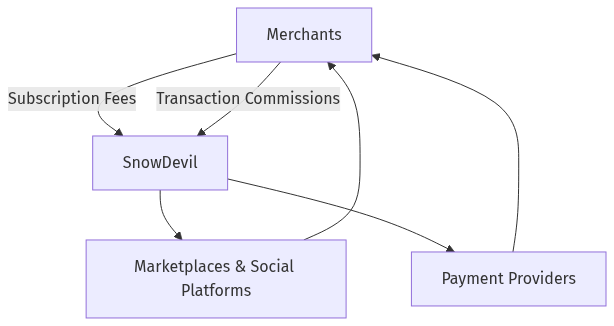 Merchants
Subscription Fees
Transaction Commissions
SnowDevil
Marketplaces & Social
Platforms
Payment Providers